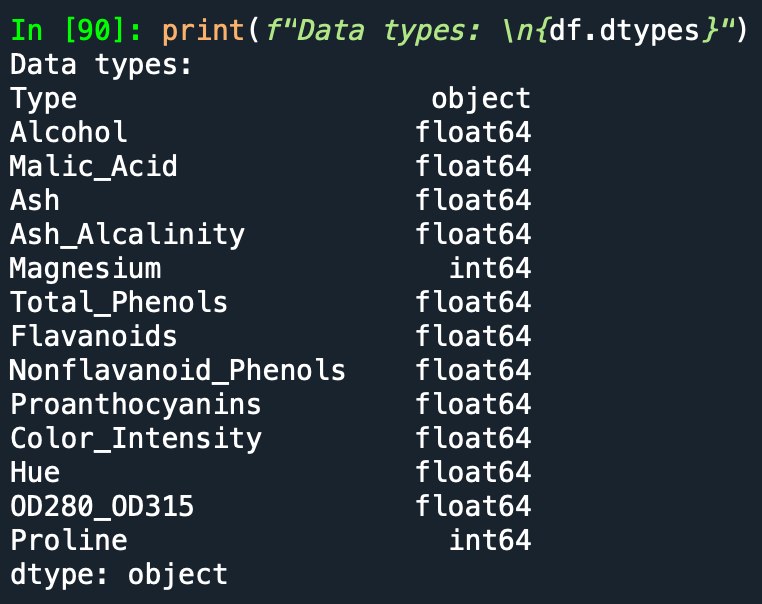 In [90]: print(f"Data types: \n{df.dtypes}")
Data types:
Type                     object
Alcohol                 float64
Malic_Acid              float64
Ash                     float64
Ash_Alcalinity          float64
Magnesium                 int64
Total_Phenols           float64
Flavanoids              float64
Nonflavanoid_Phenols    float64
Proanthocyanins         float64
Color_Intensity         float64
Hue                     float64
OD280_OD315             float64
Proline                   int64
dtype: object